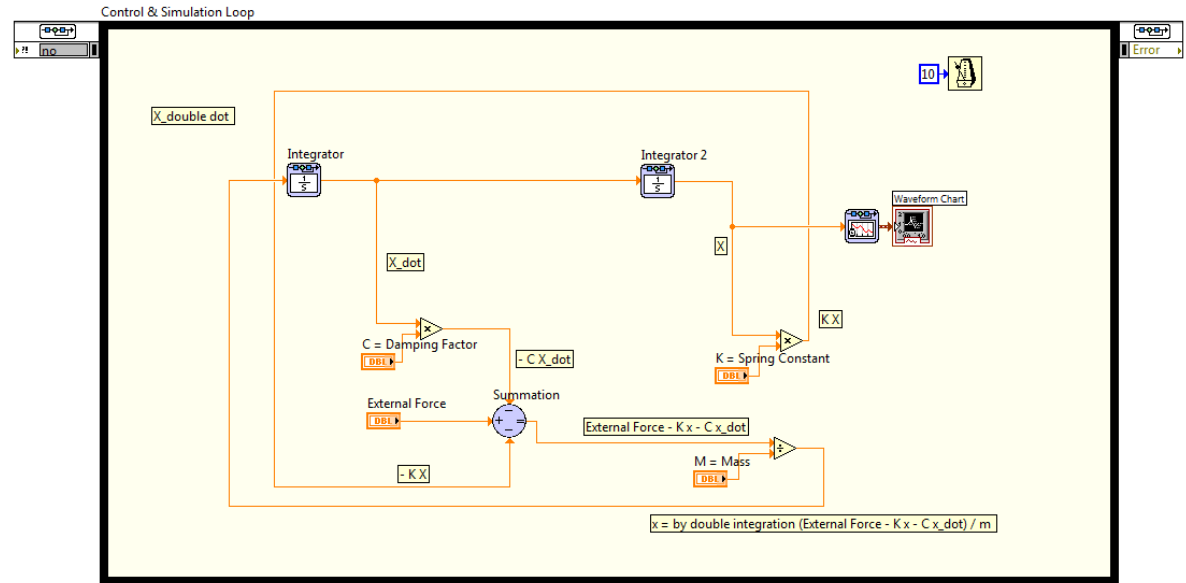 Control & Simulation Loop
no
Error
10
X_double dot
Integrator
1
S
Integrator 2
1
S
Waveform Chart
X
X_dot
K X
C = Damping Factor
DBL
- C X_dot
K = Spring Constant
DBL
External Force
DBL
Summation
External Force - K x - C x_dot
- K X
M = Mass
DBL
x = by double integration (External Force - K x - C x_dot) / m